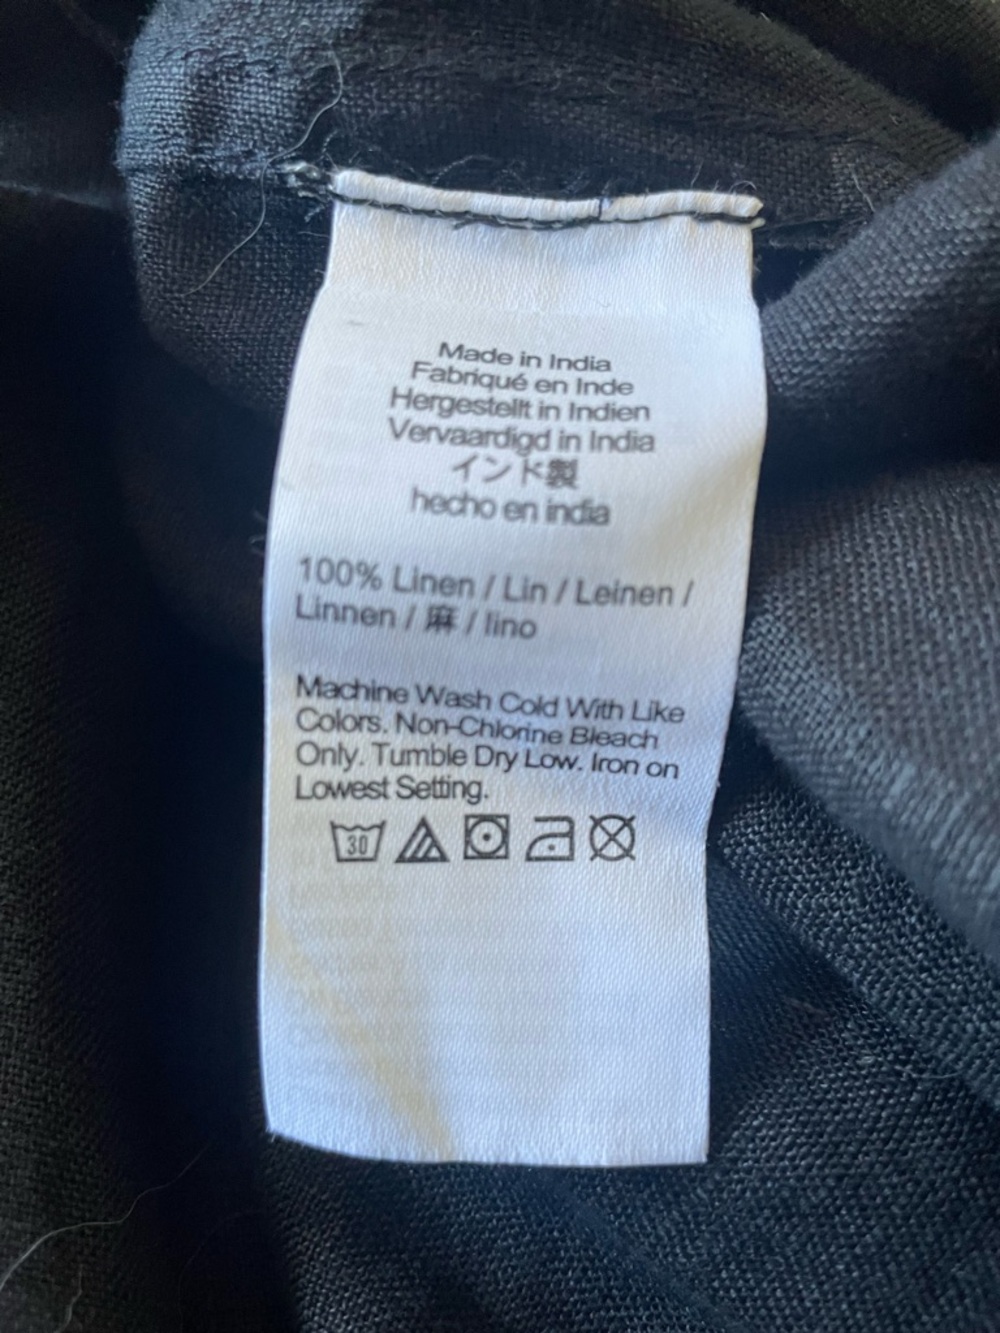 Made in India
Fabriqué en Inde
Hergestellt in Indien
Vervaardigd in India
インド製
hecho en india
100% Linen / Lin / Leinen /
Linnen / 麻 / lino
Machine Wash Cold With Like
Colors. Non-Chlorine Bleach
Only. Tumble Dry Low. Iron on
Lowest Setting.
30